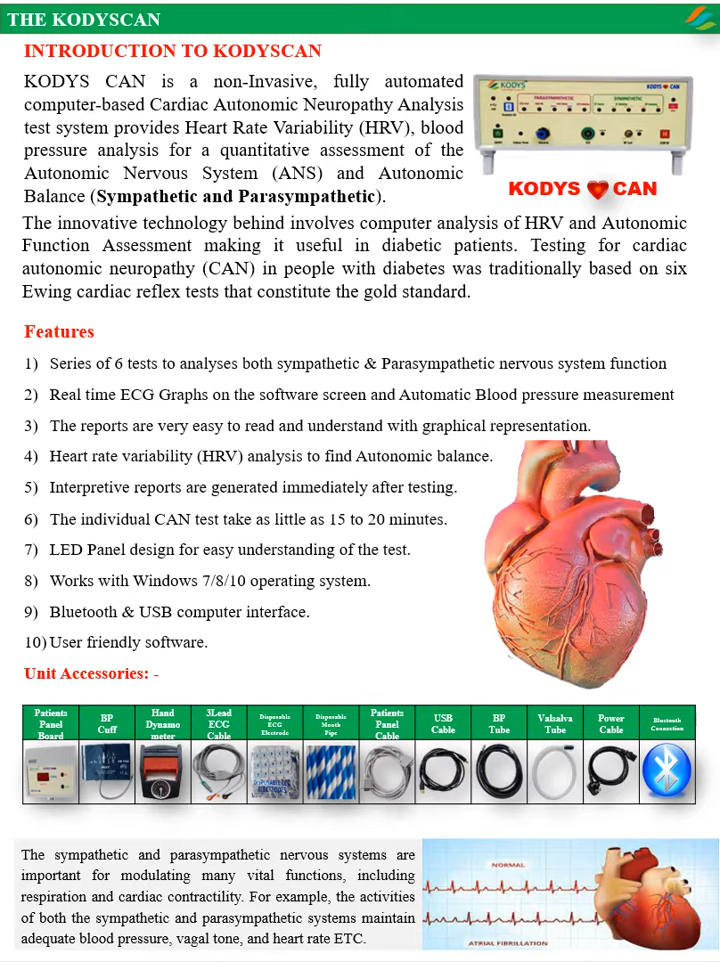 THE KODYSCAN
INTRODUCTION TO KODYSCAN
KODYS CAN is a non-Invasive, fully automated
computer-based Cardiac Autonomic Neuropathy Analysis
test system provides Heart Rate Variability (HRV), blood
pressure analysis for a quantitative assessment of the
Autonomic Nervous System (ANS) and Autonomic
Balance (Sympathetic and Parasympathetic).
KODYS
KODYS CAN
PARASYMPATHETIC
SYMPATHETIC
KODYS CAN
The innovative technology behind involves computer analysis of HRV and Autonomic
Function Assessment making it useful in diabetic patients. Testing for cardiac
autonomic neuropathy (CAN) in people with diabetes was traditionally based on six
Ewing cardiac reflex tests that constitute the gold standard.
Features
1) Series of 6 tests to analyses both sympathetic & Parasympathetic nervous system function
2) Real time ECG Graphs on the software screen and Automatic Blood pressure measurement
3) The reports are very easy to read and understand with graphical representation.
4) Heart rate variability (HRV) analysis to find Autonomic balance.
5) Interpretive reports are generated immediately after testing.
6) The individual CAN test take as little as 15 to 20 minutes.
7) LED Panel design for easy understanding of the test.
8) Works with Windows 7/8/10 operating system.
9) Bluetooth & USB computer interface.
10) User friendly software.
Unit Accessories: -
Patients
Panel
Board
BP
Cuff
Hand
Dynamo
meter
3Lead
ECG
Cable
Disposable
ECG
Electrode
Disposable
Mouth
Pipe
Patients
Panel
Cable
USB
Cable
BP
Tube
Valsalva
Tube
Power
Cable
Bluetooth
Connection
DISPOSABLE ECG
ELECTRODES
The sympathetic and parasympathetic nervous systems are
important for modulating many vital functions, including
respiration and cardiac contractility. For example, the activities
of both the sympathetic and parasympathetic systems maintain
adequate blood pressure, vagal tone, and heart rate ETC.
NORMAL
ATRIAL FIBRILLATION